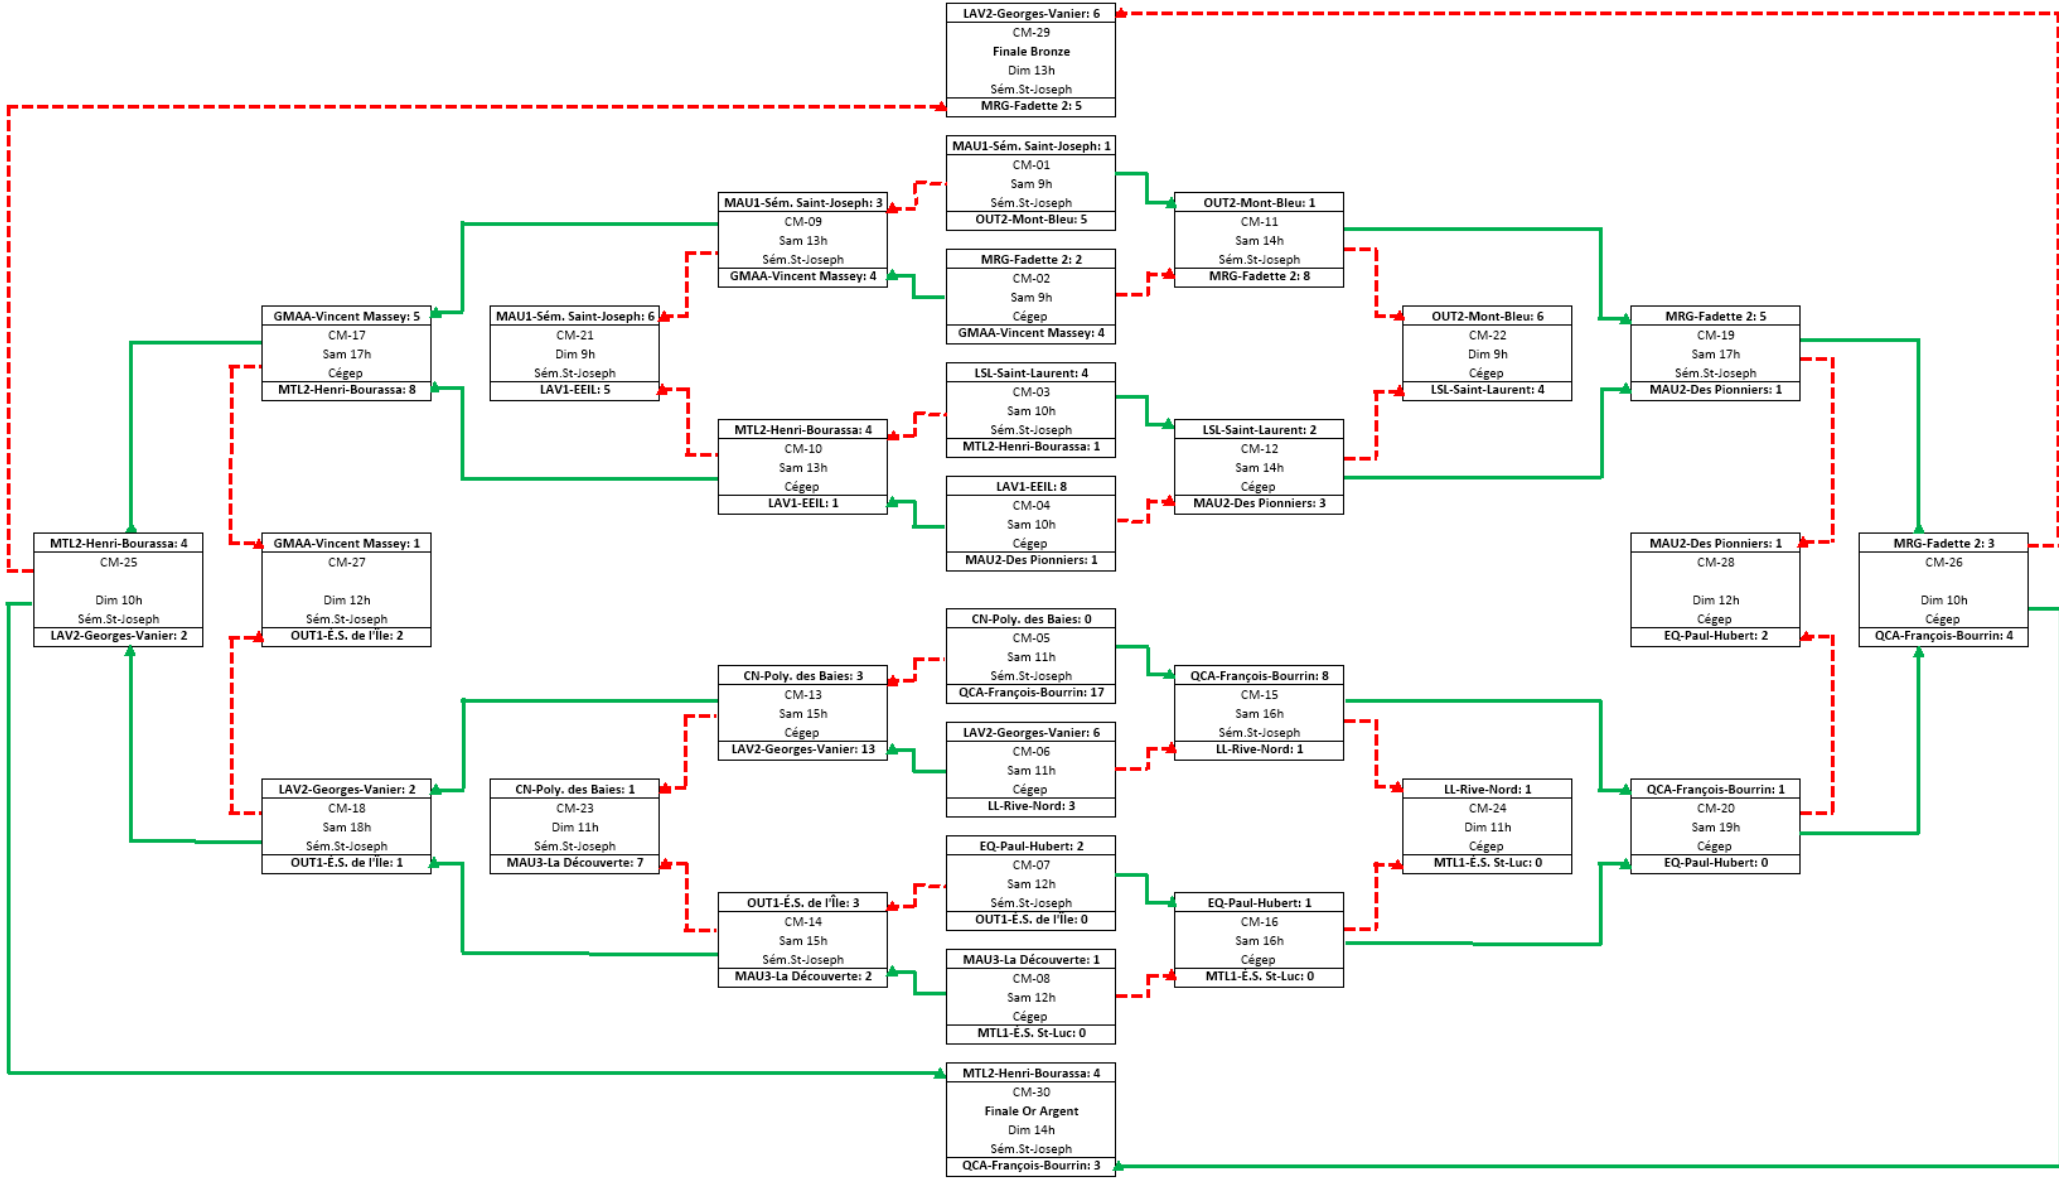 LAV2-Georges-Vanier: 6
CM-29
Finale Bronze
Dim 13h
Sém.St-Joseph
MRG-Fadette 2: 5
MAU1-Sém. Saint-Joseph: 1
CM-01
Sam 9h
Sém.St-Joseph
OUT2-Mont-Bleu: 5
MAU1-Sém. Saint-Joseph: 3
CM-09
Sam 13h
Sém.St-Joseph
GMAA-Vincent Massey: 4
OUT2-Mont-Bleu: 1
CM-11
Sam 14h
Sém.St-Joseph
MRG-Fadette 2: 8
MRG-Fadette 2: 2
CM-02
Sam 9h
Cégep
GMAA-Vincent Massey: 4
GMAA-Vincent Massey: 5
CM-17
Sam 17h
Cégep
MTL2-Henri-Bourassa: 8
MAU1-Sém. Saint-Joseph: 6
CM-21
Dim 9h
Sém.St-Joseph
LAV1-EEIL: 5
OUT2-Mont-Bleu: 6
CM-22
Dim 9h
Cégep
LSL-Saint-Laurent: 4
MRG-Fadette 2: 5
CM-19
Sam 17h
Sém.St-Joseph
MAU2-Des Pionniers: 1
LSL-Saint-Laurent: 4
CM-03
Sam 10h
Sém.St-Joseph
MTL2-Henri-Bourassa: 1
MTL2-Henri-Bourassa: 4
CM-10
Sam 13h
Cégep
LAV1-EEIL: 1
LSL-Saint-Laurent: 2
CM-12
Sam 14h
Cégep
MAU2-Des Pionniers: 3
LAV1-EEIL: 8
CM-04
Sam 10h
Cégep
MAU2-Des Pionniers: 1
MTL2-Henri-Bourassa: 4
CM-25
Dim 10h
Sém.St-Joseph
LAV2-Georges-Vanier: 2
GMAA-Vincent Massey: 1
CM-27
Dim 12h
Sém.St-Joseph
OUT1-É.S. de l'Île: 2
MAU2-Des Pionniers: 1
CM-28
Dim 12h
Cégep
EQ-Paul-Hubert: 2
MRG-Fadette 2: 3
CM-26
Dim 10h
Cégep
QCA-François-Bourrin: 4
CN-Poly. des Baies: 0
CM-05
Sam 11h
Sém.St-Joseph
QCA-François-Bourrin: 17
CN-Poly. des Baies: 3
CM-13
Sam 15h
Cégep
LAV2-Georges-Vanier: 13
QCA-François-Bourrin: 8
CM-15
Sam 16h
Sém.St-Joseph
LL-Rive-Nord: 1
LAV2-Georges-Vanier: 6
CM-06
Sam 11h
Cégep
LL-Rive-Nord: 3
LAV2-Georges-Vanier: 2
CM-18
Sam 18h
Sém.St-Joseph
OUT1-É.S. de l'Île: 1
CN-Poly. des Baies: 1
CM-23
Dim 11h
Sém.St-Joseph
MAU3-La Découverte: 7
LL-Rive-Nord: 1
CM-24
Dim 11h
Cégep
MTL1-É.S. St-Luc: 0
QCA-François-Bourrin: 1
CM-20
Sam 19h
Cégep
EQ-Paul-Hubert: 0
EQ-Paul-Hubert: 2
CM-07
Sam 12h
Sém.St-Joseph
OUT1-É.S. de l'Île: 0
OUT1-É.S. de l'Île: 3
CM-14
Sam 15h
Sém.St-Joseph
MAU3-La Découverte: 2
EQ-Paul-Hubert: 1
CM-16
Sam 16h
Cégep
MTL1-É.S. St-Luc: 0
MAU3-La Découverte: 1
CM-08
Sam 12h
Cégep
MTL1-É.S. St-Luc: 0
MTL2-Henri-Bourassa: 4
CM-30
Finale Or Argent
Dim 14h
Sém.St-Joseph
QCA-François-Bourrin: 3